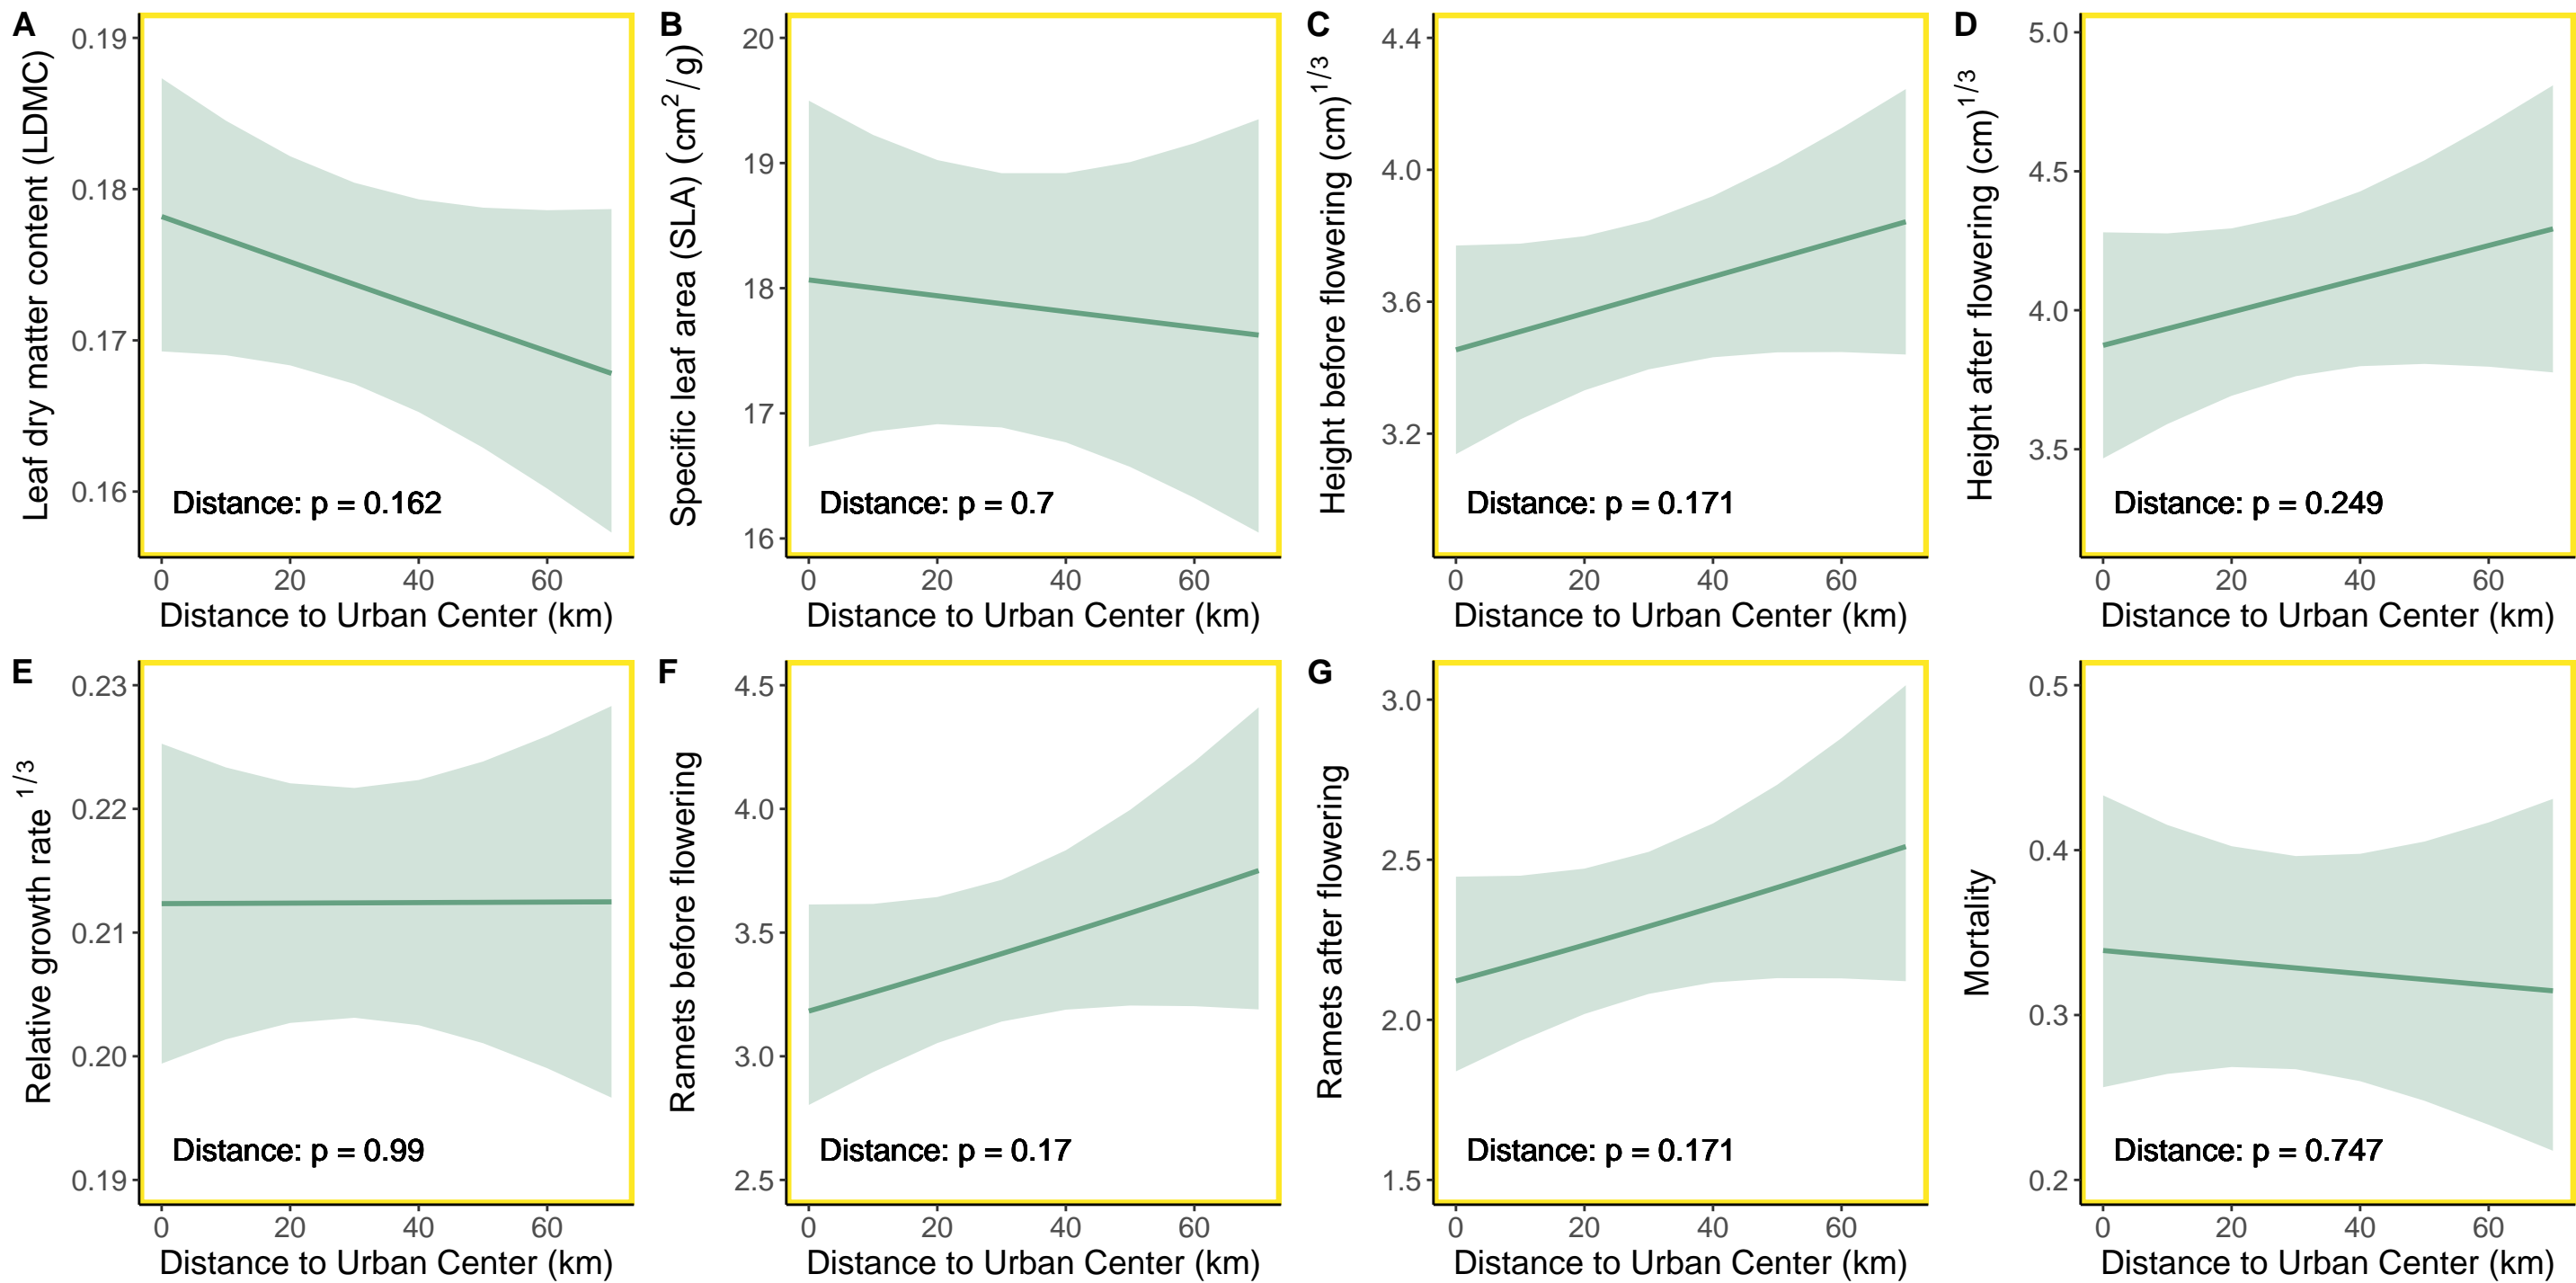 A
Leaf dry matter content (LDMC)
0.19
0.18
0.17
0.16
Distance: p = 0.162
0 20 40 60
Distance to Urban Center (km)
B
Specific leaf area (SLA) (cm²/g)
20
19
18
17
16
Distance: p = 0.7
0 20 40 60
Distance to Urban Center (km)
C
Height before flowering (cm)^1/3
4.4
4.0
3.6
3.2
Distance: p = 0.171
0 20 40 60
Distance to Urban Center (km)
D
Height after flowering (cm)^1/3
5.0
4.5
4.0
3.5
Distance: p = 0.249
0 20 40 60
Distance to Urban Center (km)
E
Relative growth rate ^1/3
0.23
0.22
0.21
0.20
0.19
Distance: p = 0.99
0 20 40 60
Distance to Urban Center (km)
F
Ramets before flowering
4.5
4.0
3.5
3.0
2.5
Distance: p = 0.17
0 20 40 60
Distance to Urban Center (km)
G
Ramets after flowering
3.0
2.5
2.0
1.5
Distance: p = 0.171
0 20 40 60
Distance to Urban Center (km)
Mortality
0.5
0.4
0.3
0.2
Distance: p = 0.747
0 20 40 60
Distance to Urban Center (km)